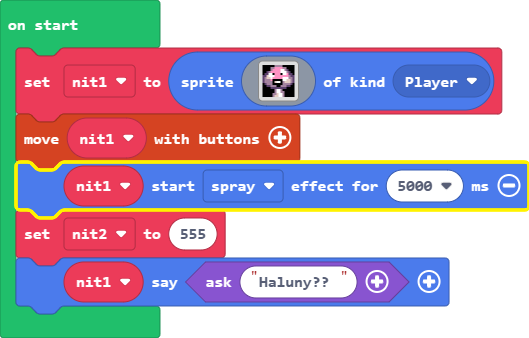 on start
set nit1 to sprite of kind Player
move nit1 with buttons
nit1 start spray effect for 5000 ms
set nit2 to 555
nit1 say ask "Haluny?? "